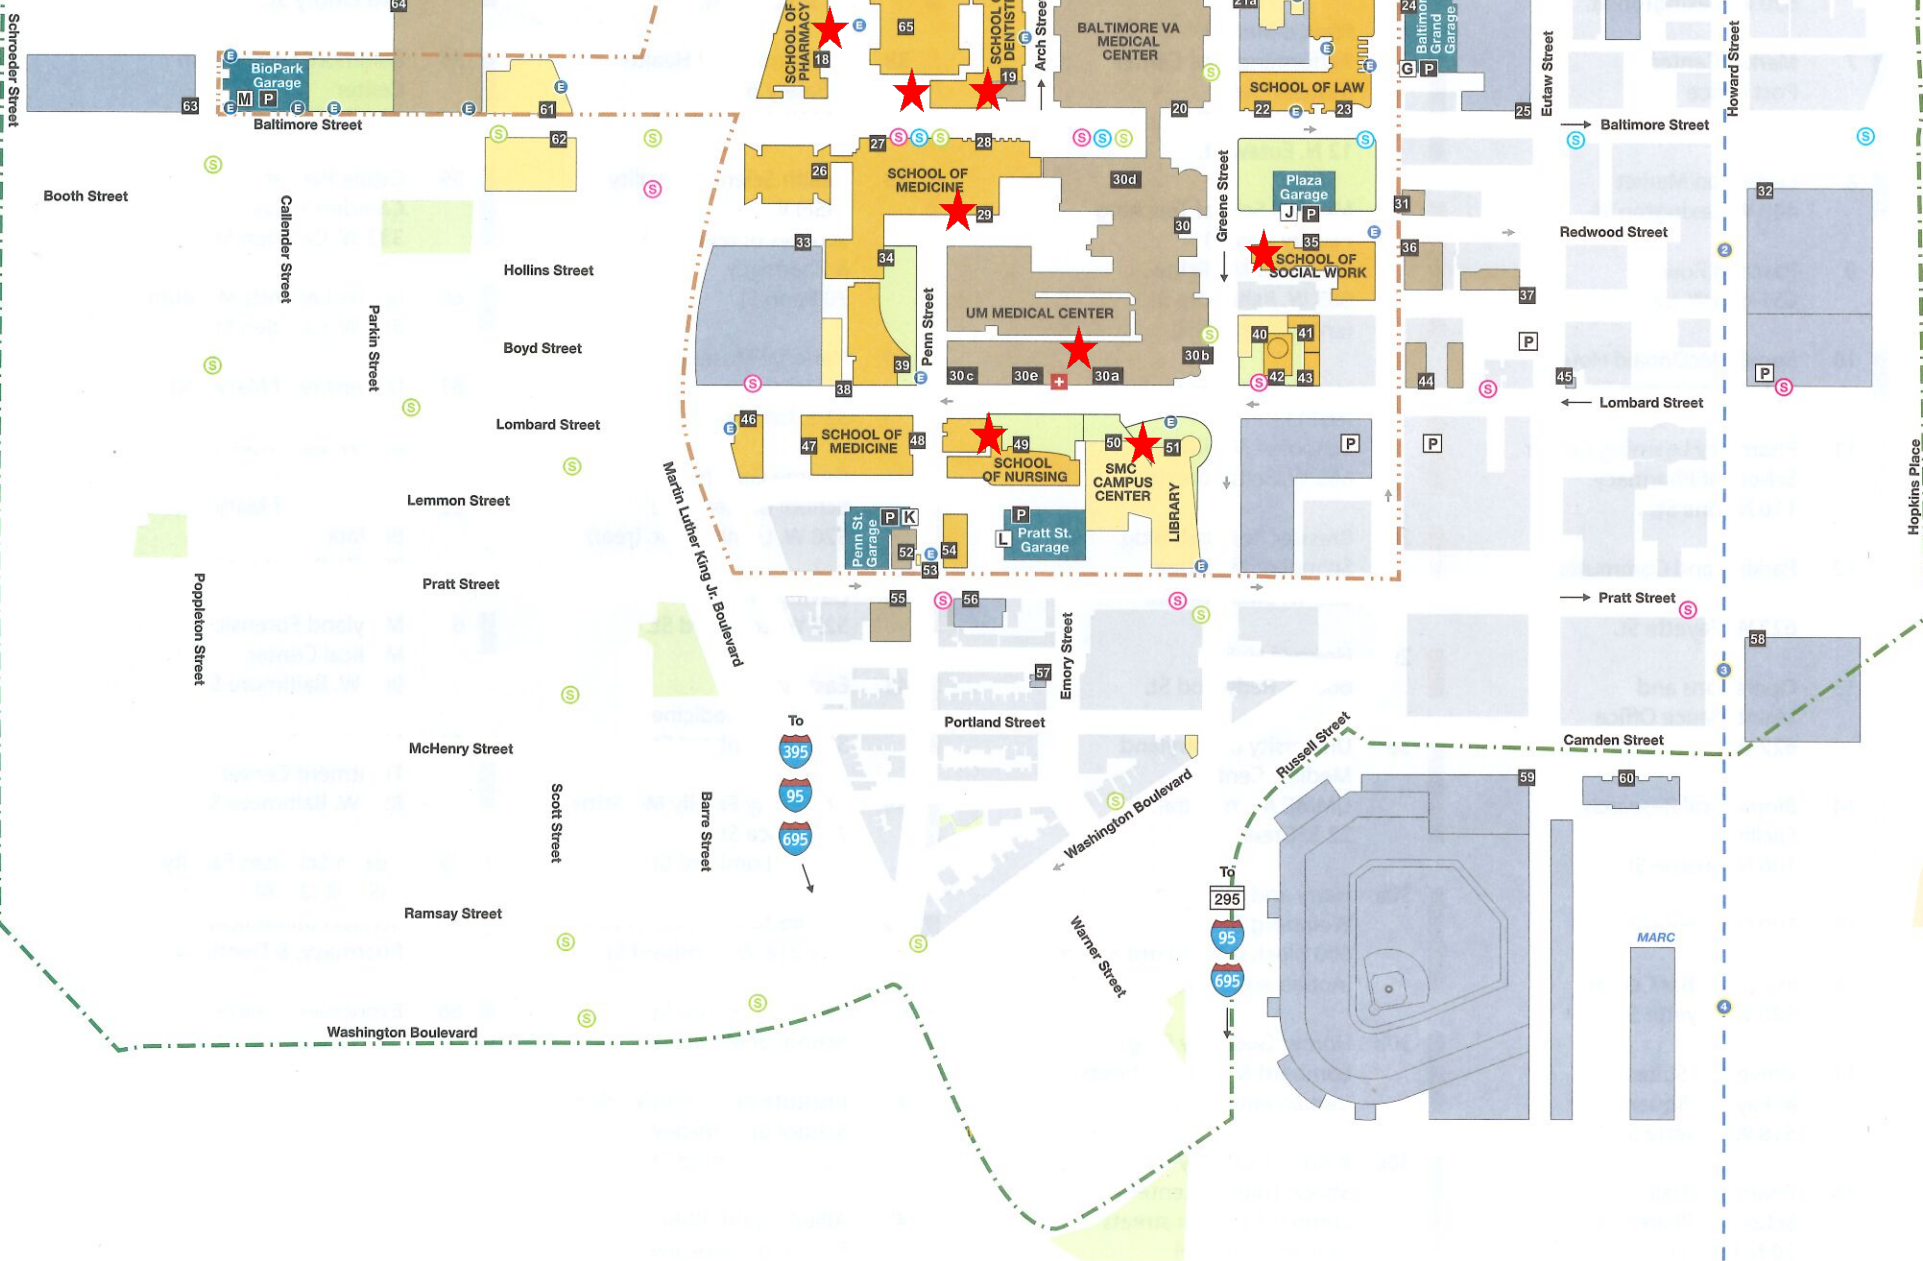 64
SCHOOL OF
PHARMACY
18
65
SCHOOL O
DENTISTR
19
Arch Stree
BALTIMORE VA
MEDICAL
CENTER
20
21a
SCHOOL OF LAW
22
23
24
Baltimor
Grand
Garage
G P
25
Eutaw Street
Howard Street
Schroeder Street
63
BioPark
Garage
M P
E
61
Baltimore Street
62
Baltimore Street
Booth Street
Callender Street
26
27
28
SCHOOL OF
MEDICINE
29
30d
30
Greene Street
Plaza
Garage
J P
31
32
Redwood Street
2
33
34
35
SCHOOL OF
SOCIAL WORK
36
37
P
Hollins Street
Parkin Street
Boyd Street
Penn Street
UM MEDICAL CENTER
30b
38
39
30c
30e
30a
40
41
42
43
44
45
P
Lombard Street
Lombard Street
46
47
SCHOOL OF
MEDICINE
48
49
SCHOOL
OF NURSING
50
SMC
CAMPUS
CENTER
51
LIBRARY
P
P
Hopkins Place
Martin Luther King Jr. Boulevard
Lemmon Street
Penn St.
Garage
P K
52
53
54
P
L
Pratt St.
Garage
Poppleton Street
Pratt Street
Pratt Street
55
56
57
Emory Street
58
3
To
395
95
695
Portland Street
McHenry Street
Russell Street
Camden Street
Scott Street
Barre Street
Washington Boulevard
59
60
To
295
95
695
Ramsay Street
Warner Street
MARC
4
Washington Boulevard